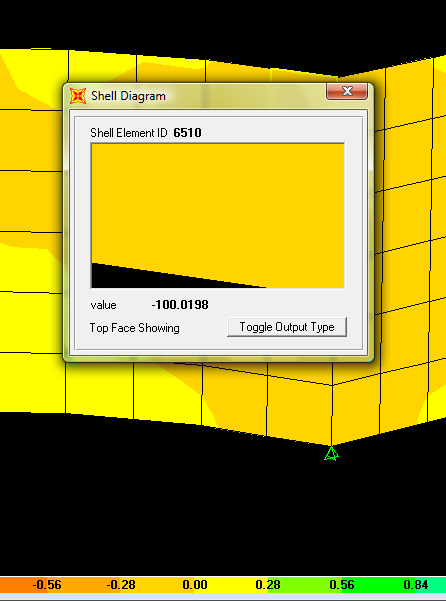 Shell Diagram
Shell Element ID 6510
value -100.0198
Top Face Showing
Toggle Output Type
-0.56 -0.28 0.00 0.28 0.56 0.84